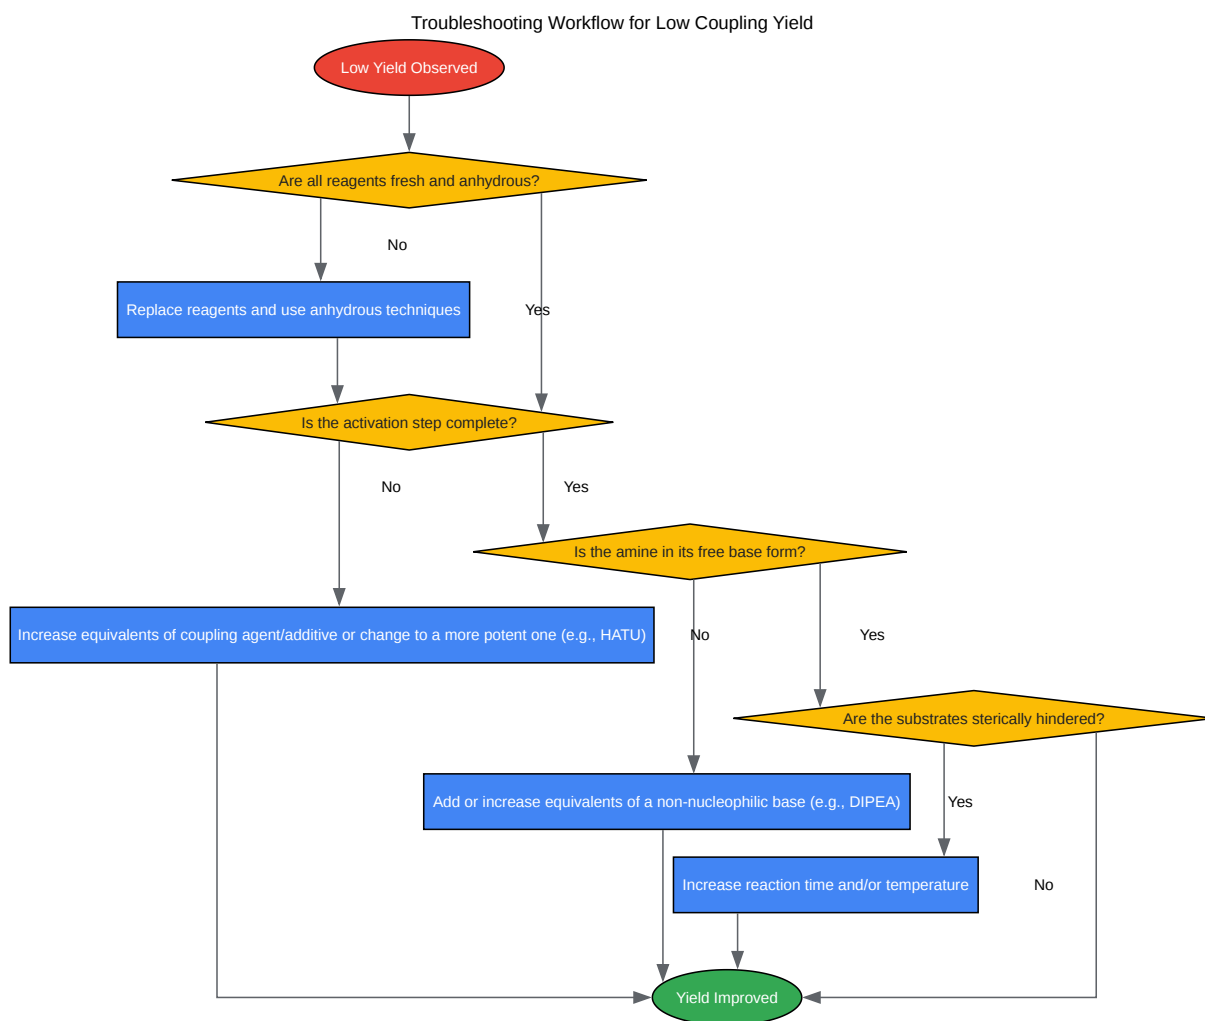 Troubleshooting Workflow for Low Coupling Yield
Low Yield Observed
Are all reagents fresh and anhydrous?
No
Replace reagents and use anhydrous techniques
Yes
Is the activation step complete?
No
Yes
Is the amine in its free base form?
Increase equivalents of coupling agent/additive or change to a more potent one (e.g., HATU)
No
Yes
Are the substrates sterically hindered?
Add or increase equivalents of a non-nucleophilic base (e.g., DIPEA)
Yes
Increase reaction time and/or temperature
No
Yield Improved